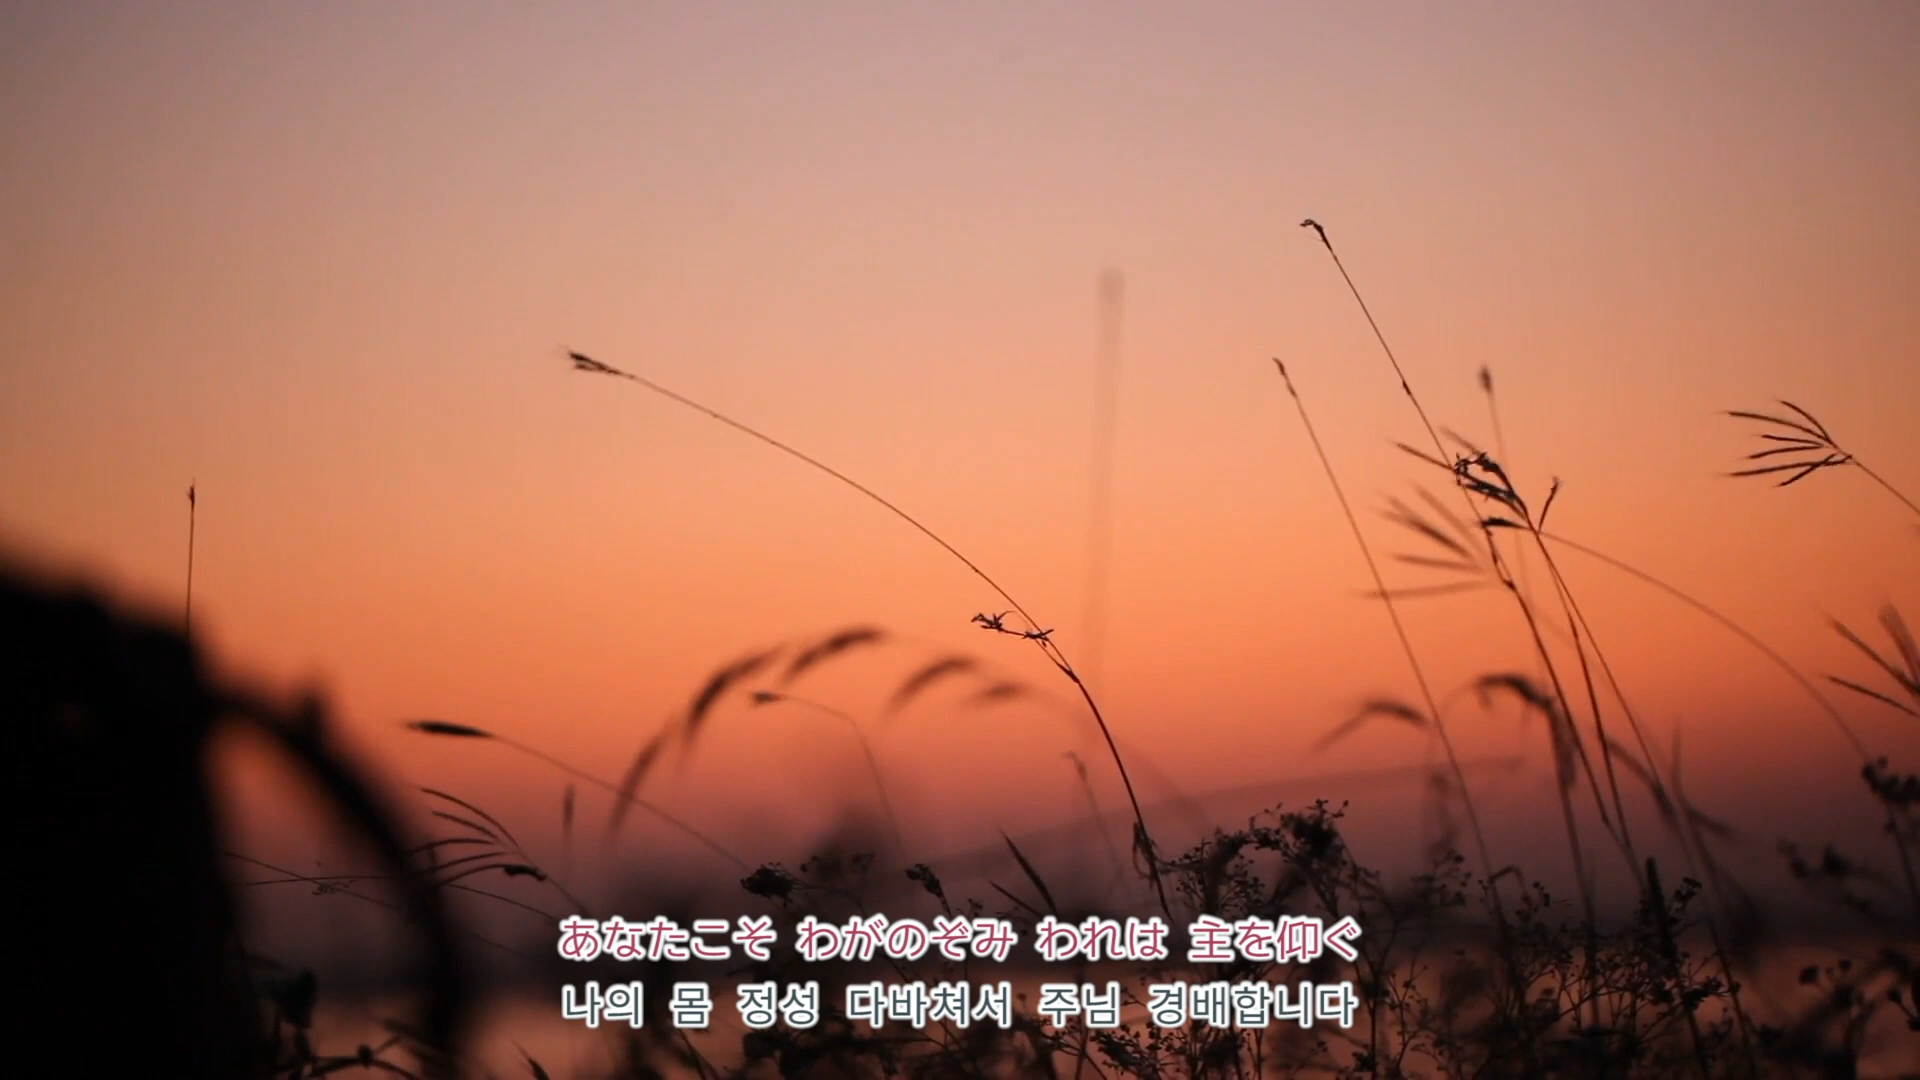 あなたこそ わがのぞみ われは 主を仰ぐ
나의 몸 정성 다바쳐서 주님 경배합니다